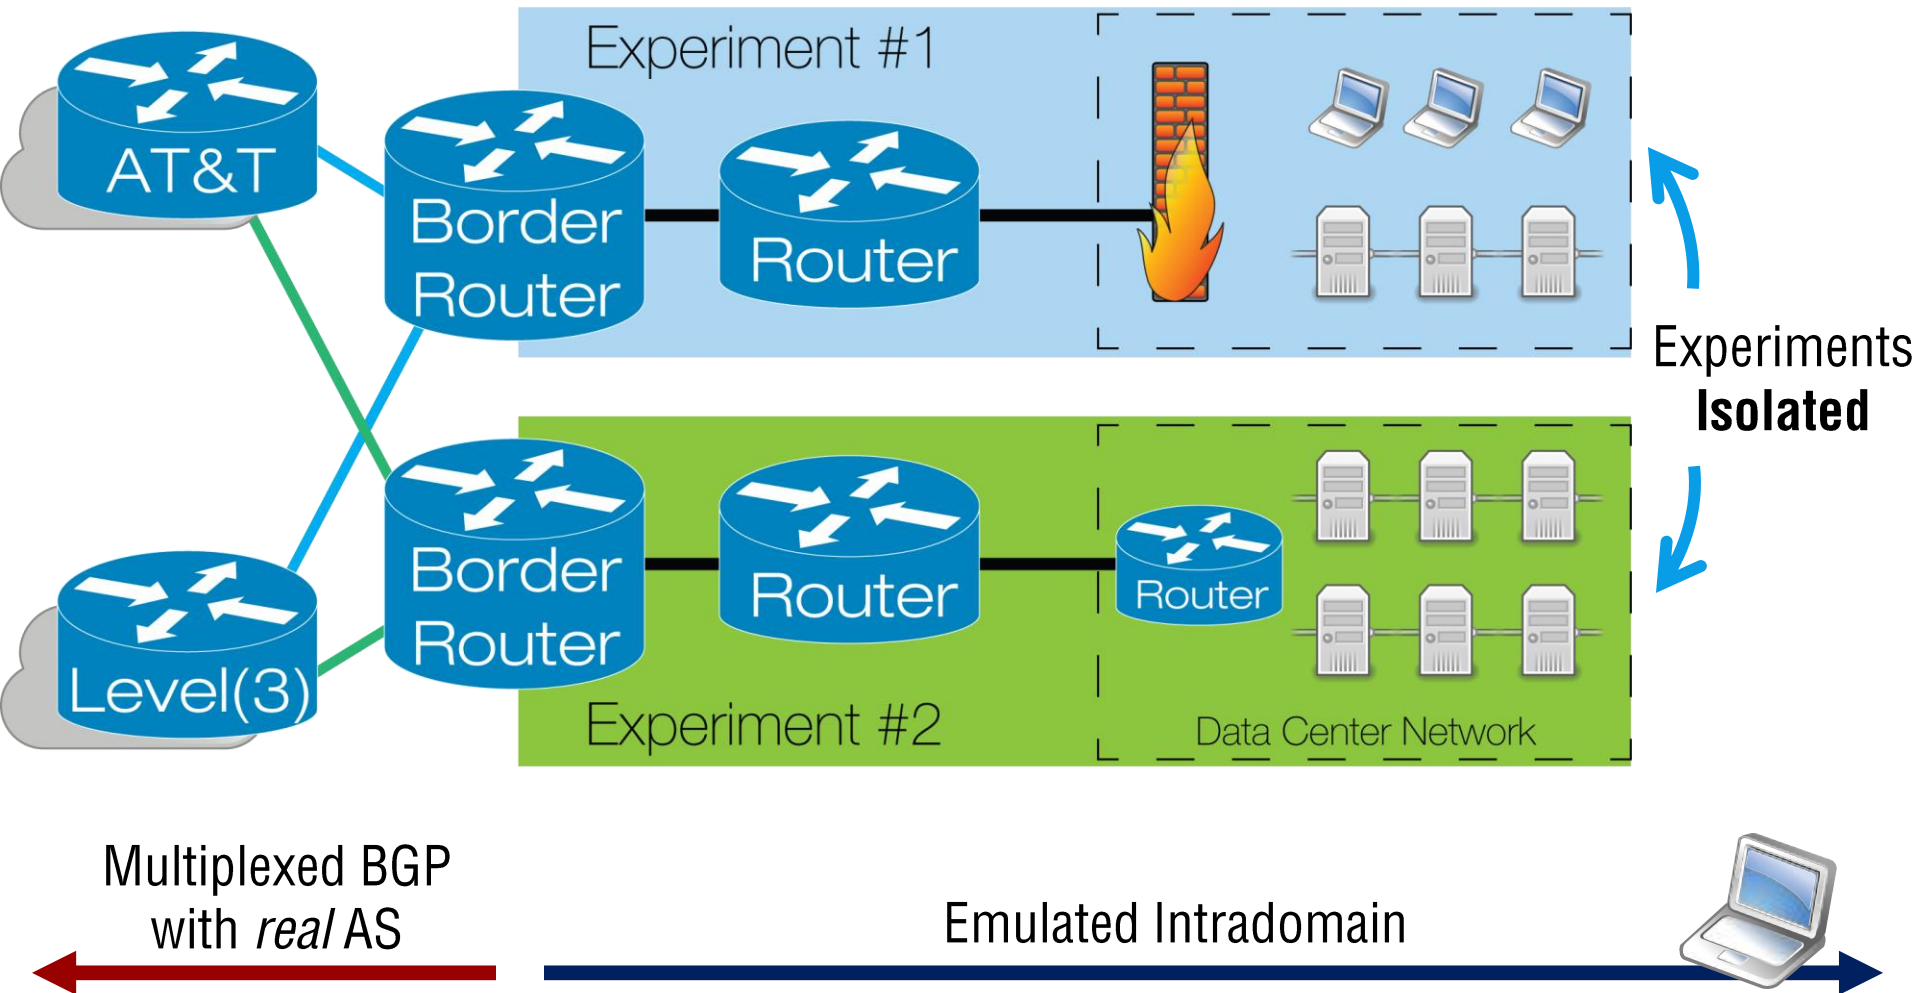 Experiment #1
AT&T
Border
Router
Router
Experiments
Isolated
Border
Router
Router
Router
Level(3)
Experiment #2
Data Center Network
Multiplexed BGP
with real AS
Emulated Intradomain